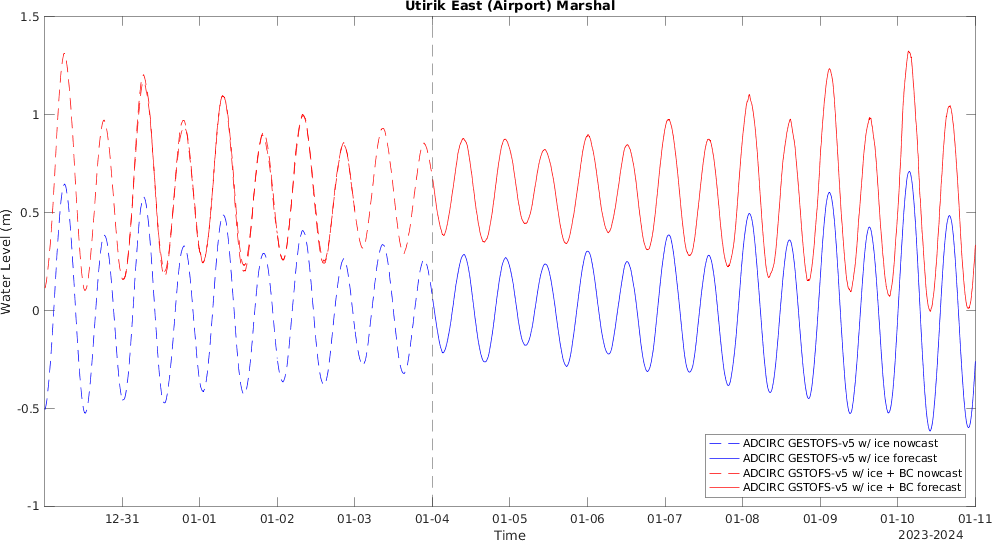 Utirik East (Airport) Marshal
1.5
1
0.5
0
-0.5
-1
Water Level (m)
12-31
01-01
01-02
01-03
01-04
01-05
01-06
01-07
01-08
01-09
01-10
01-11
Time
2023-2024
ADCIRC GESTOFS-v5 w/ ice nowcast
ADCIRC GESTOFS-v5 w/ ice forecast
ADCIRC GSTOFS-v5 w/ ice + BC nowcast
ADCIRC GSTOFS-v5 w/ ice + BC forecast